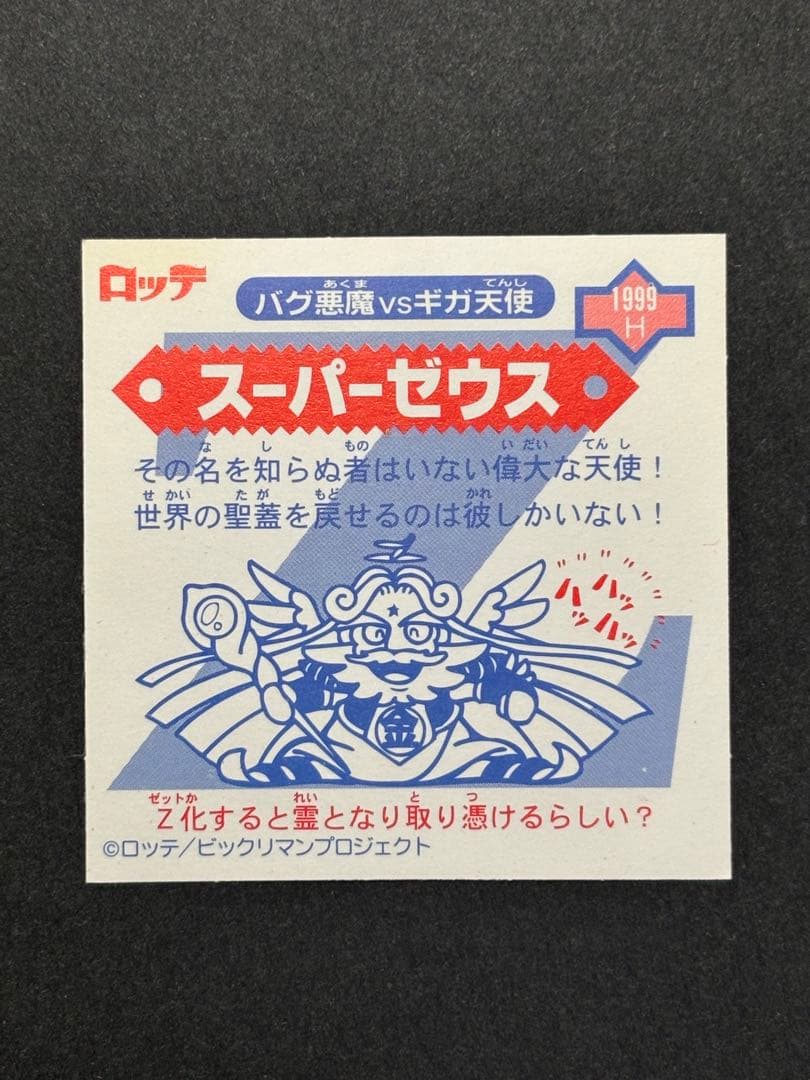 ロッテ
バグ悪魔vsギガ天使
あくま
てんし
1999
H
スーパーゼウス
な
し
もの
いだい
てんし
その名を知らぬ者はいない偉大な天使！
せかい
たが
もど
かれ
世界の聖蓋を戻せるのは彼しかいない！
ハッハッハッ
金
ゼットか
れい
と
つ
Z化すると霊となり取り憑けるらしい？
©ロッテ／ビックリマンプロジェクト